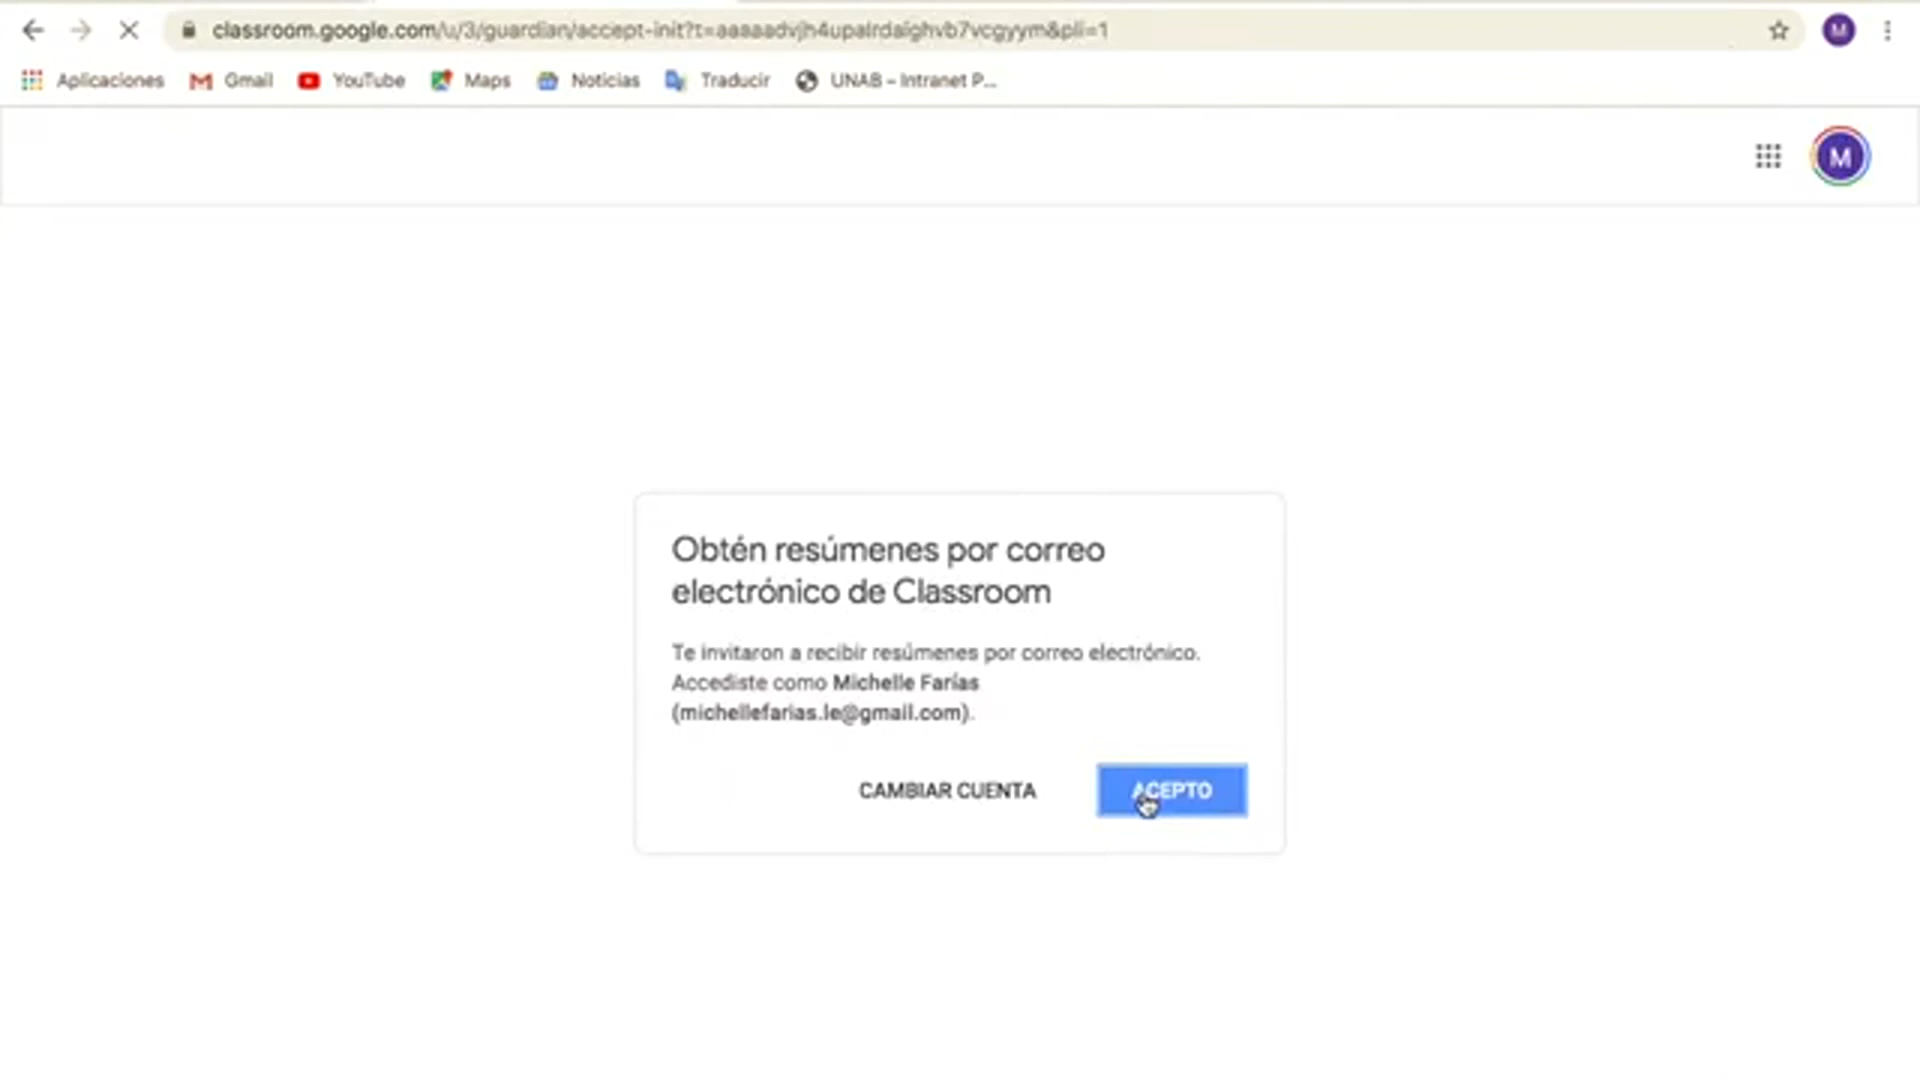 classroom.google.com/u/3/guardian/accept-init?t=aaaaadvjh4upalrdaighvb7vcgyym&pli=1
M
Aplicaciones Gmail YouTube Maps Noticias Traducir UNAB – Intranet P...
M
Obtén resúmenes por correo
electrónico de Classroom
Te invitaron a recibir resúmenes por correo electrónico.
Accediste como Michelle Farías
(michellefarias.le@gmail.com).
CAMBIAR CUENTA ACEPTO